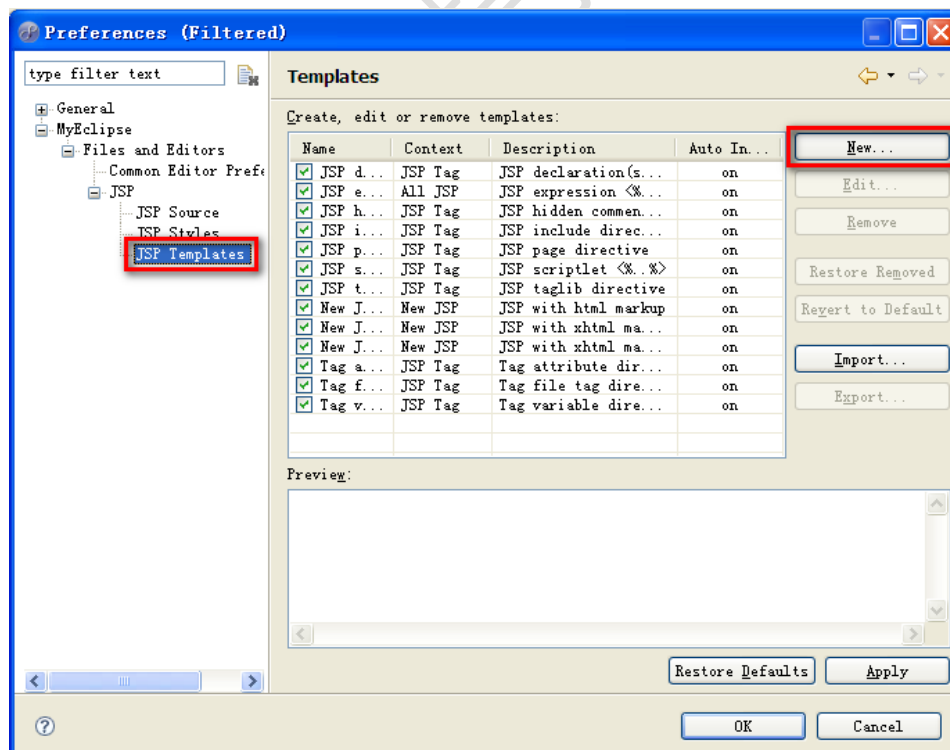 Preferences (Filtered)
type filter text
Templates
General
MyEclipse
Files and Editors
Common Editor Prefe
JSP
JSP Source
JSP Styles
JSP Templates
Create, edit or remove templates:
Name Context Description Auto In...
JSP d... JSP Tag JSP declaration(s... on
JSP e... All JSP JSP expression <%... on
JSP h... JSP Tag JSP hidden commen... on
JSP i... JSP Tag JSP include direc... on
JSP p... JSP Tag JSP page directive on
JSP s... JSP Tag JSP scriptlet <%..%> on
JSP t... JSP Tag JSP taglib directive on
New J... New JSP JSP with html markup on
New J... New JSP JSP with xhtml ma... on
New J... New JSP JSP with xhtml ma... on
Tag a... JSP Tag Tag attribute dir... on
Tag f... JSP Tag Tag file tag dire... on
Tag v... JSP Tag Tag variable dire... on
New...
Edit...
Remove
Restore Removed
Revert to Default
Import...
Export...
Preview:
Restore Defaults
Apply
OK
Cancel